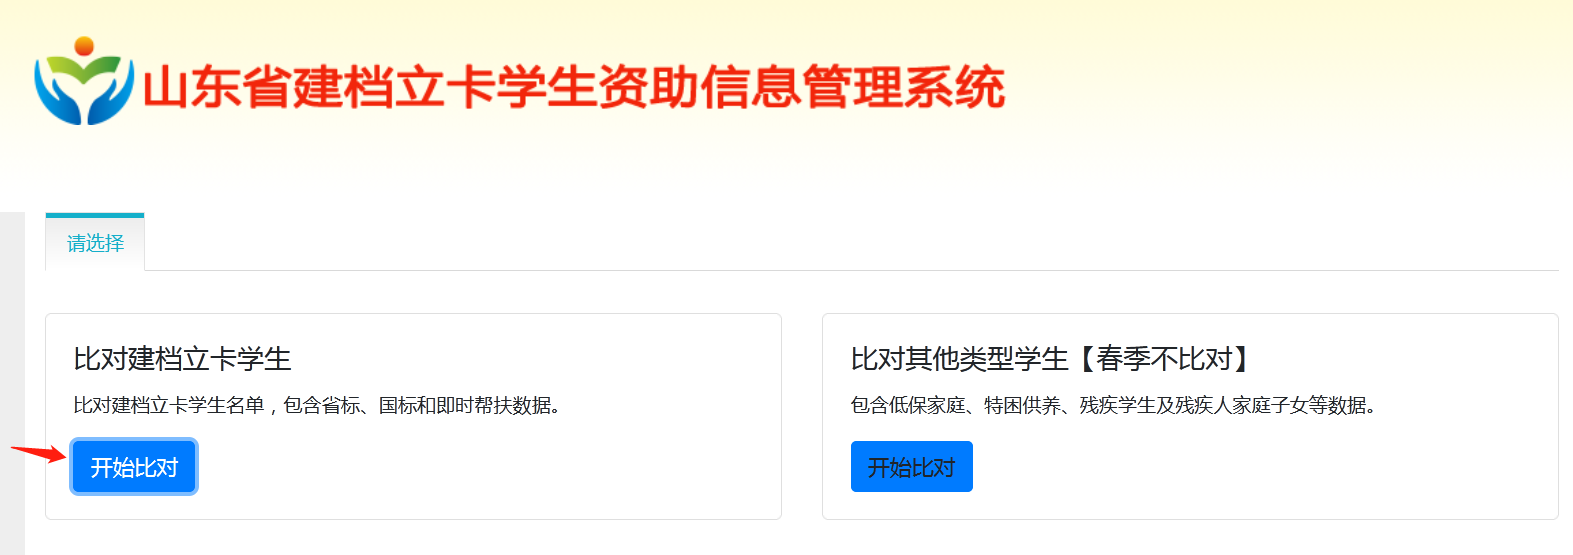 山东省建档立卡学生资助信息管理系统
请选择
比对建档立卡学生
比对建档立卡学生名单，包含省标、国标和即时帮扶数据。
开始比对
比对其他类型学生【春季不比对】
包含低保家庭、特困供养、残疾学生及残疾人家庭子女等数据。
开始比对